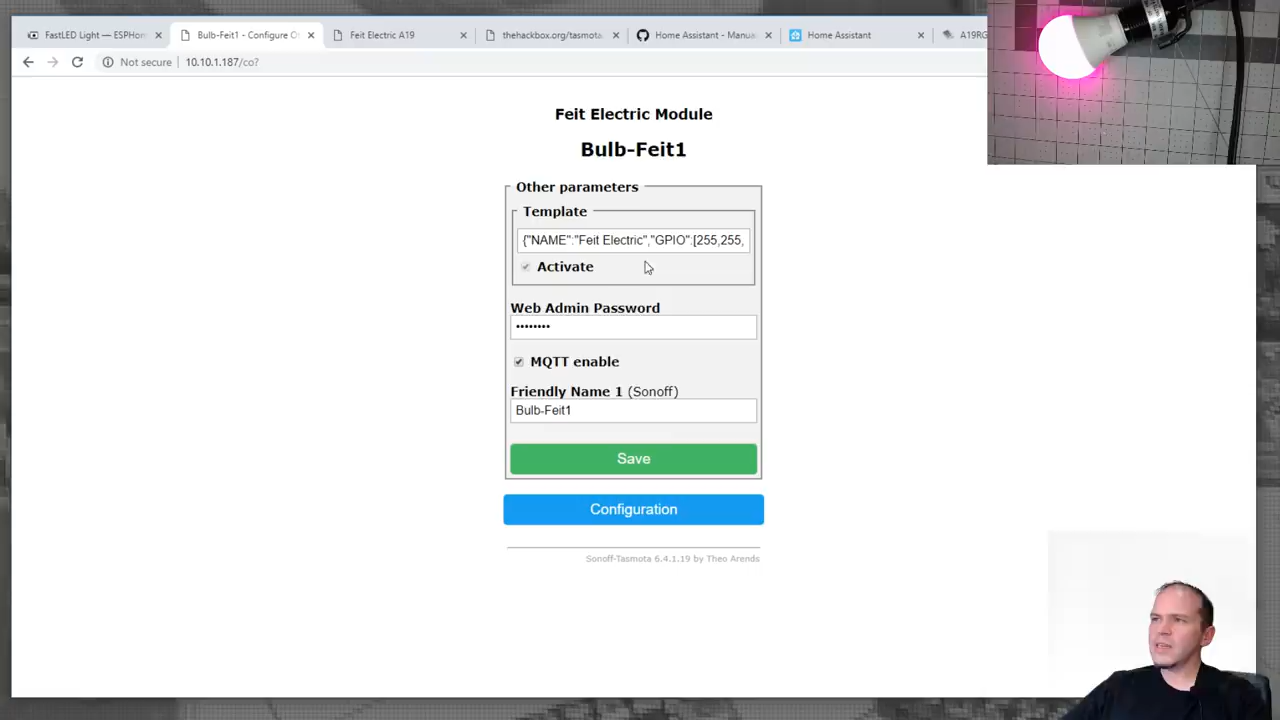 FastLED Light — ESPHom
Bulb-Feit1 - Configure O
Feit Electric A19
thehackbox.org/tasmota
Home Assistant - Manua
Home Assistant
A19RG
Not secure
10.10.1.187/co?
Feit Electric Module
Bulb-Feit1
Other parameters
Template
{"NAME":"Feit Electric","GPIO":[255,255,
Activate
Web Admin Password
••••••••
MQTT enable
Friendly Name 1 (Sonoff)
Bulb-Feit1
Save
Configuration
Sonoff-Tasmota 6.4.1.19 by Theo Arends